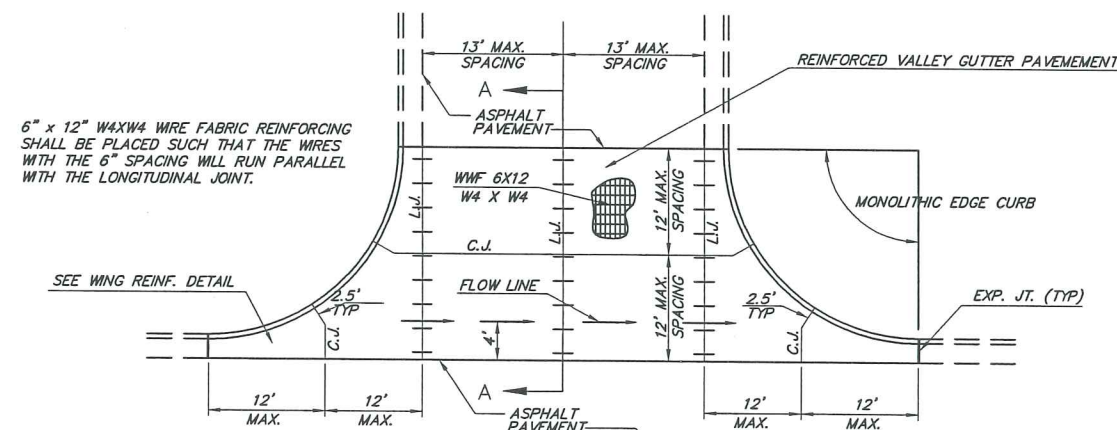 13' MAX.
SPACING
13' MAX.
SPACING
REINFORCED VALLEY GUTTER PAVEMEMENT
A
ASPHALT
PAVEMENT
6" x 12" W4XW4 WIRE FABRIC REINFORCING
SHALL BE PLACED SUCH THAT THE WIRES
WITH THE 6" SPACING WILL RUN PARALLEL
WITH THE LONGITUDINAL JOINT.
WWF 6X12
W4 X W4
12' MAX.
SPACING
MONOLITHIC EDGE CURB
L.J.
L.J.
L.J.
C.J.
SEE WING REINF. DETAIL
2.5'
TYP
FLOW LINE
12' MAX.
SPACING
2.5'
TYP
EXP. JT. (TYP)
C.J.
4'
C.J.
A
12'
MAX.
12'
MAX.
ASPHALT
PAVEMENT
12'
MAX.
12'
MAX.